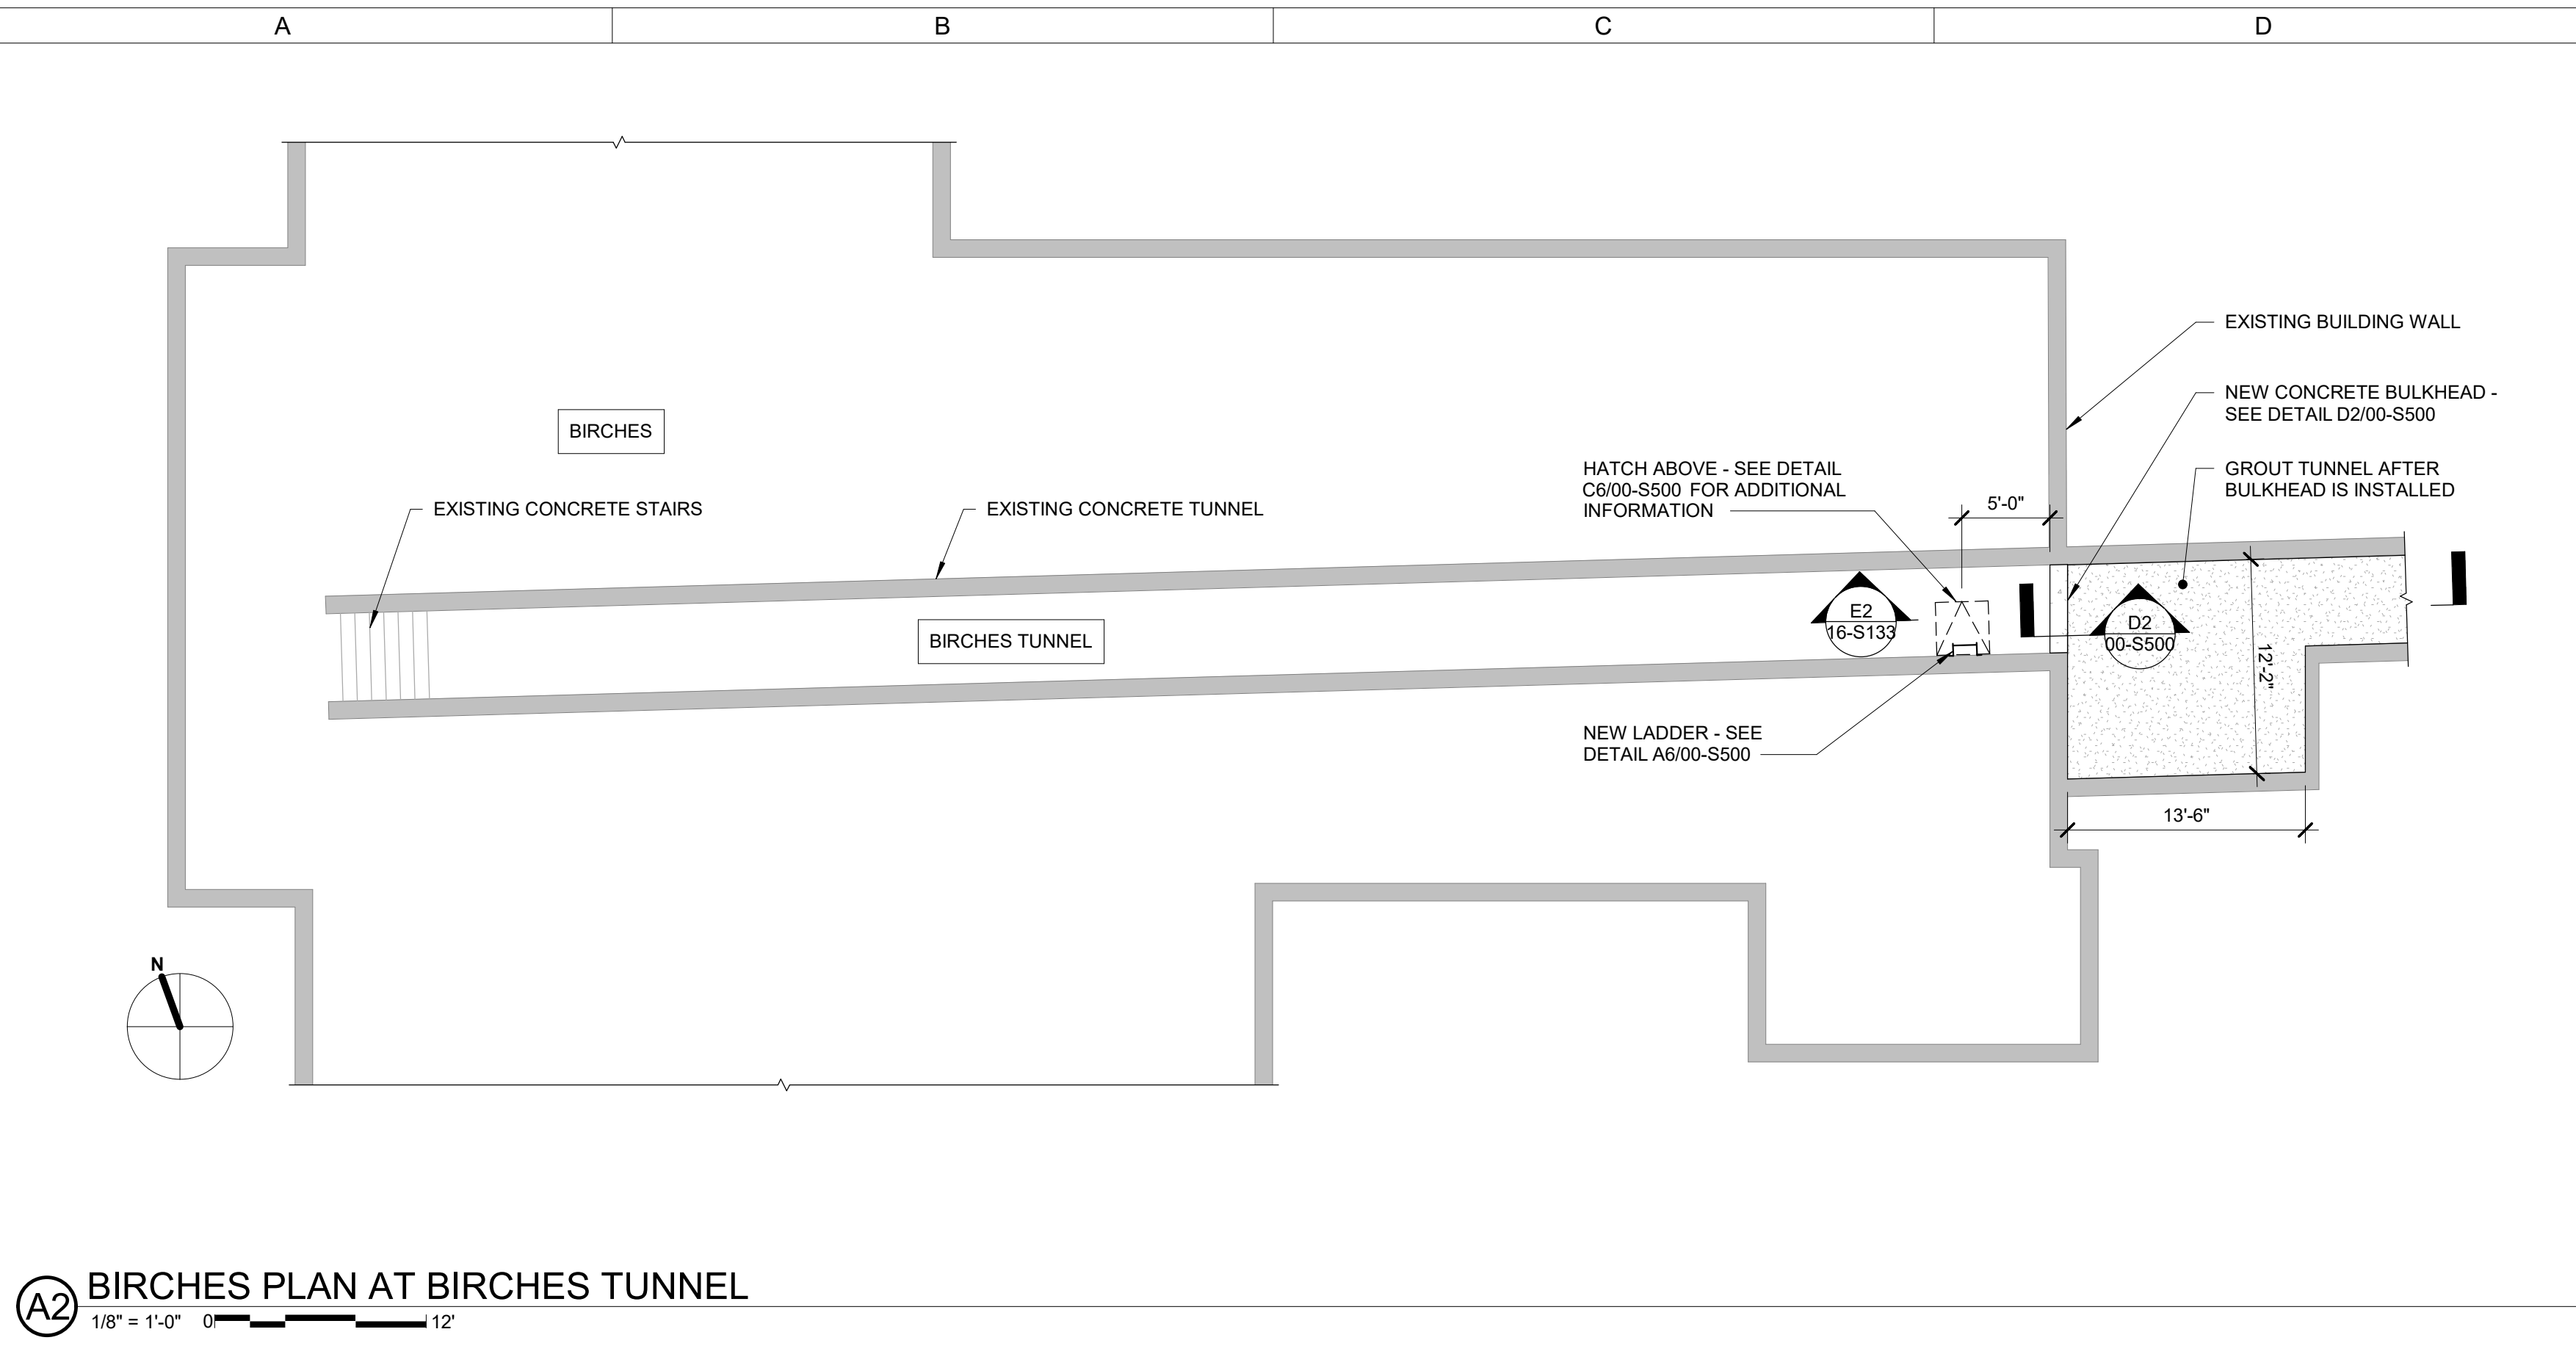 A B C D
EXISTING BUILDING WALL
NEW CONCRETE BULKHEAD -
SEE DETAIL D2/00-S500
BIRCHES
HATCH ABOVE - SEE DETAIL
C6/00-S500 FOR ADDITIONAL
INFORMATION
GROUT TUNNEL AFTER
BULKHEAD IS INSTALLED
5'-0"
EXISTING CONCRETE STAIRS
EXISTING CONCRETE TUNNEL
E2
16-S133
D2
00-S500
BIRCHES TUNNEL
12'-2"
NEW LADDER - SEE
DETAIL A6/00-S500
13'-6"
N
A2
BIRCHES PLAN AT BIRCHES TUNNEL
1/8" = 1'-0" 0 12'